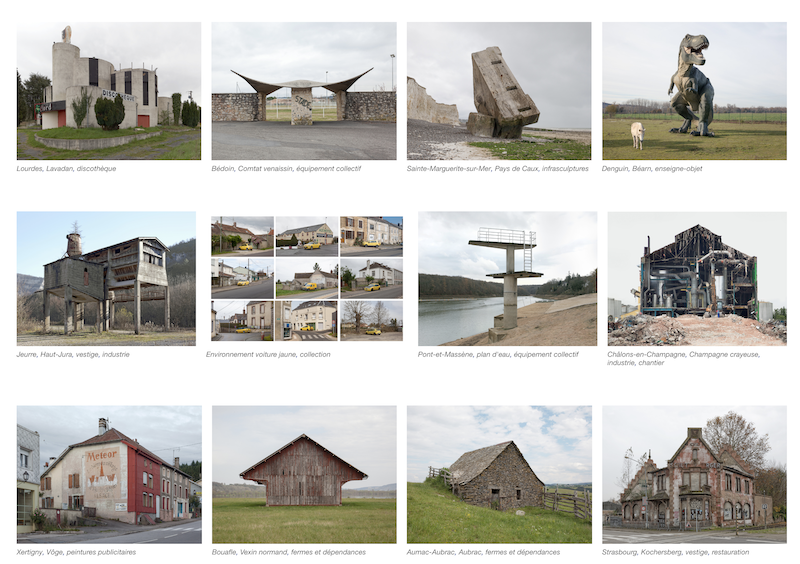 DISCOTHEQUE
Lourdes, Lavadan, discothèque
Bédoin, Comtat venaissin, équipement collectif
Sainte-Marguerite-sur-Mer, Pays de Caux, infrasculptures
Denguin, Béarn, enseigne-objet
Jeurre, Haut-Jura, vestige, industrie
Environnement voiture jaune, collection
Pont-et-Massène, plan d'eau, équipement collectif
Châlons-en-Champagne, Champagne crayeuse,
industrie, chantier
Meteor
Xertigny, Vôge, peintures publicitaires
Bouafle, Vexin normand, fermes et dépendances
Aumac-Aubrac, Aubrac, fermes et dépendances
Strasbourg, Kochersberg, vestige, restauration